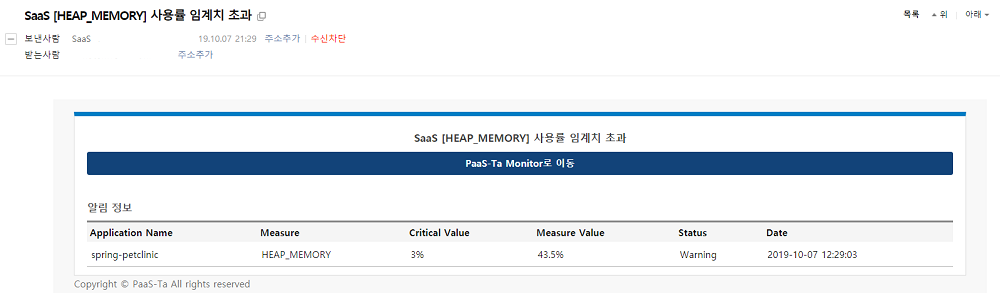 SaaS [HEAP_MEMORY] 사용률 임계치 초과
목록 위 아래
보낸사람 SaaS 19.10.07 21:29 주소추가 수신차단
받는사람 주소추가
SaaS [HEAP_MEMORY] 사용률 임계치 초과
PaaS-Ta Monitor로 이동
알림 정보
Application Name Measure Critical Value Measure Value Status Date
spring-petclinic HEAP_MEMORY 3% 43.5% Warning 2019-10-07 12:29:03
Copyright © PaaS-Ta All rights reserved